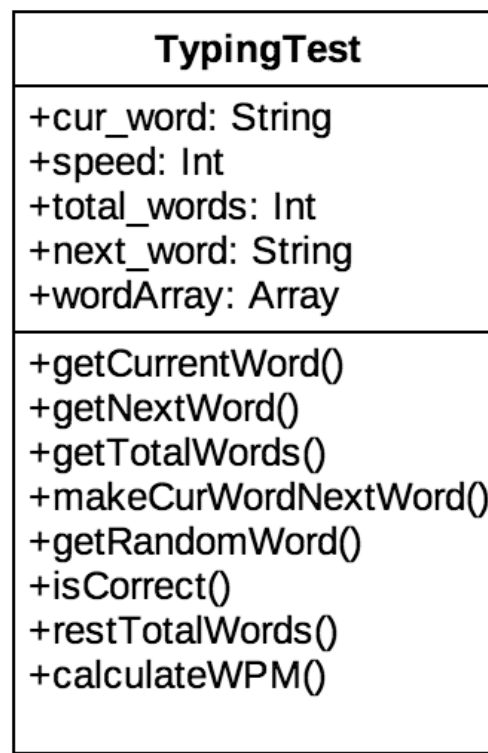 TypingTest
+cur_word: String
+speed: Int
+total_words: Int
+next_word: String
+wordArray: Array
+getCurrentWord()
+getNextWord()
+getTotalWords()
+makeCurWordNextWord()
+getRandomWord()
+isCorrect()
+restTotalWords()
+calculateWPM()